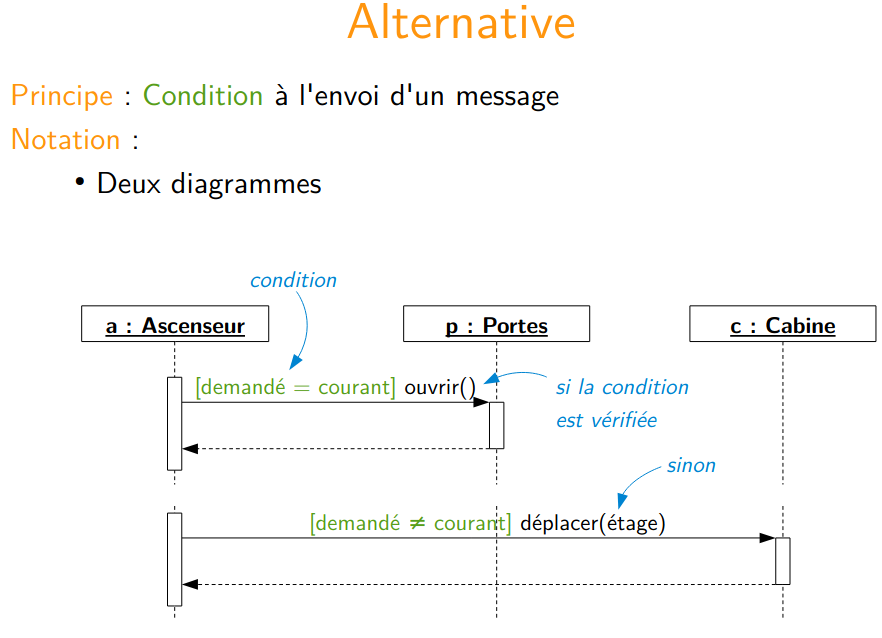 Alternative
Principe : Condition à l'envoi d'un message
Notation :
• Deux diagrammes
condition
a : Ascenseur
p : Portes
c : Cabine
[demandé = courant] ouvrir()
si la condition
est vérifiée
sinon
[demandé ≠ courant] déplacer(étage)